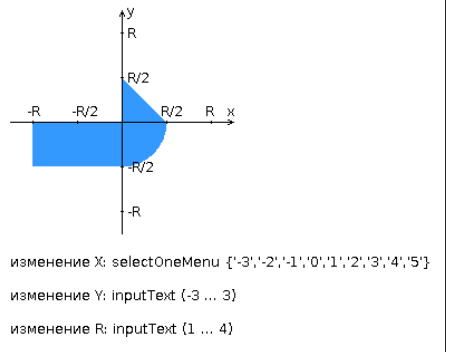 y
R
R/2
-R -R/2 R/2 R x
-R/2
-R
изменение X: selectOneMenu {'-3','-2','-1','0','1','2','3','4','5'}
изменение Y: inputText (-3 ... 3)
изменение R: inputText (1 ... 4)